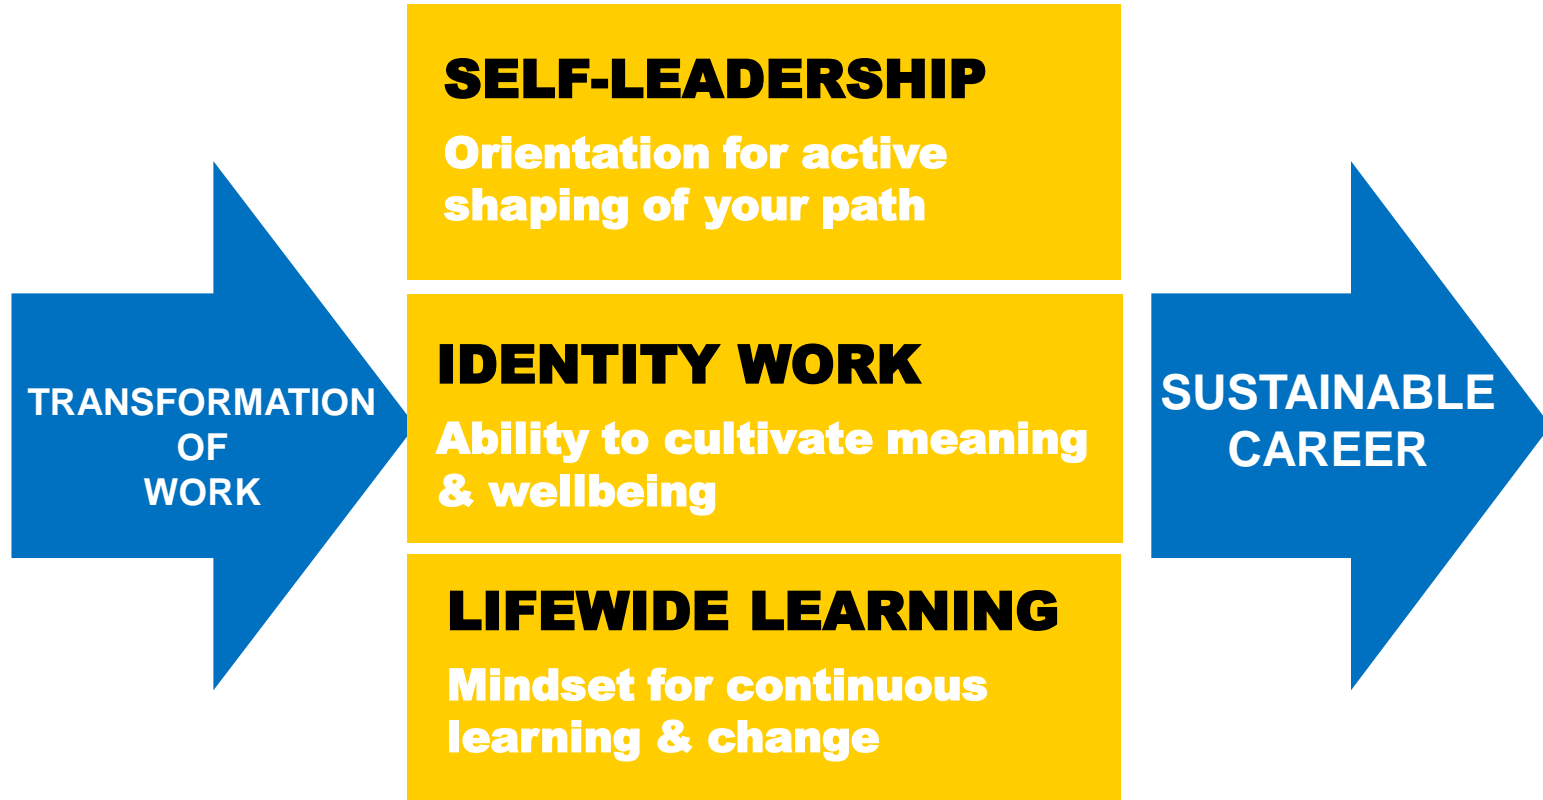 TRANSFORMATION
OF
WORK
SELF-LEADERSHIP
Orientation for active
shaping of your path
IDENTITY WORK
Ability to cultivate meaning
& wellbeing
LIFEWIDE LEARNING
Mindset for continuous
learning & change
SUSTAINABLE
CAREER